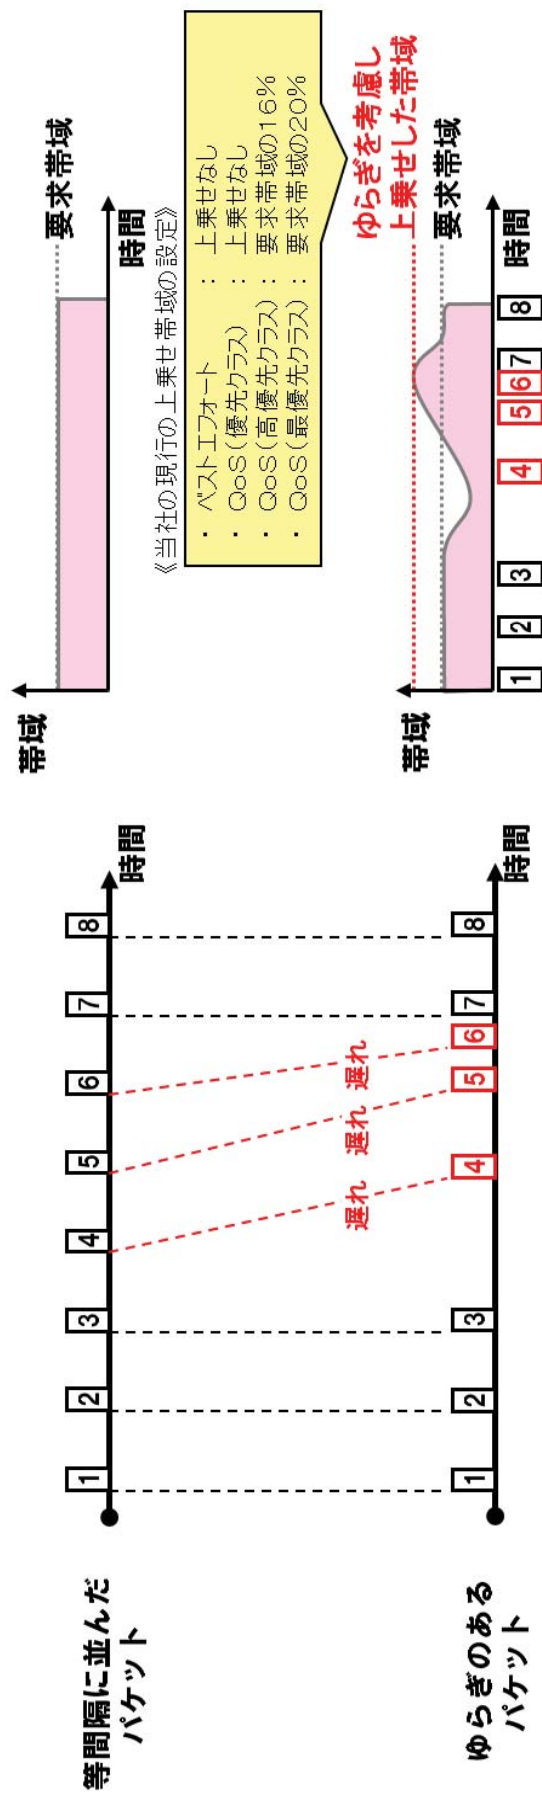 等間隔に並んだ
パケット
1 2 3 4 5 6 7 8
時間
遅れ 遅れ 遅れ
ゆらぎのある
パケット
1 2 3 4 5 6 7 8
時間
帯域
要求帯域
時間
《当社の現行の上乗せ帯域の設定》
・ ベストエフォート : 上乗せなし
・ QoS(優先クラス) : 上乗せなし
・ QoS(高優先クラス) : 要求帯域の16%
・ QoS(最優先クラス) : 要求帯域の20%
ゆらぎを考慮し
上乗せした帯域
帯域
要求帯域
時間
1 2 3 4 5 6 7 8